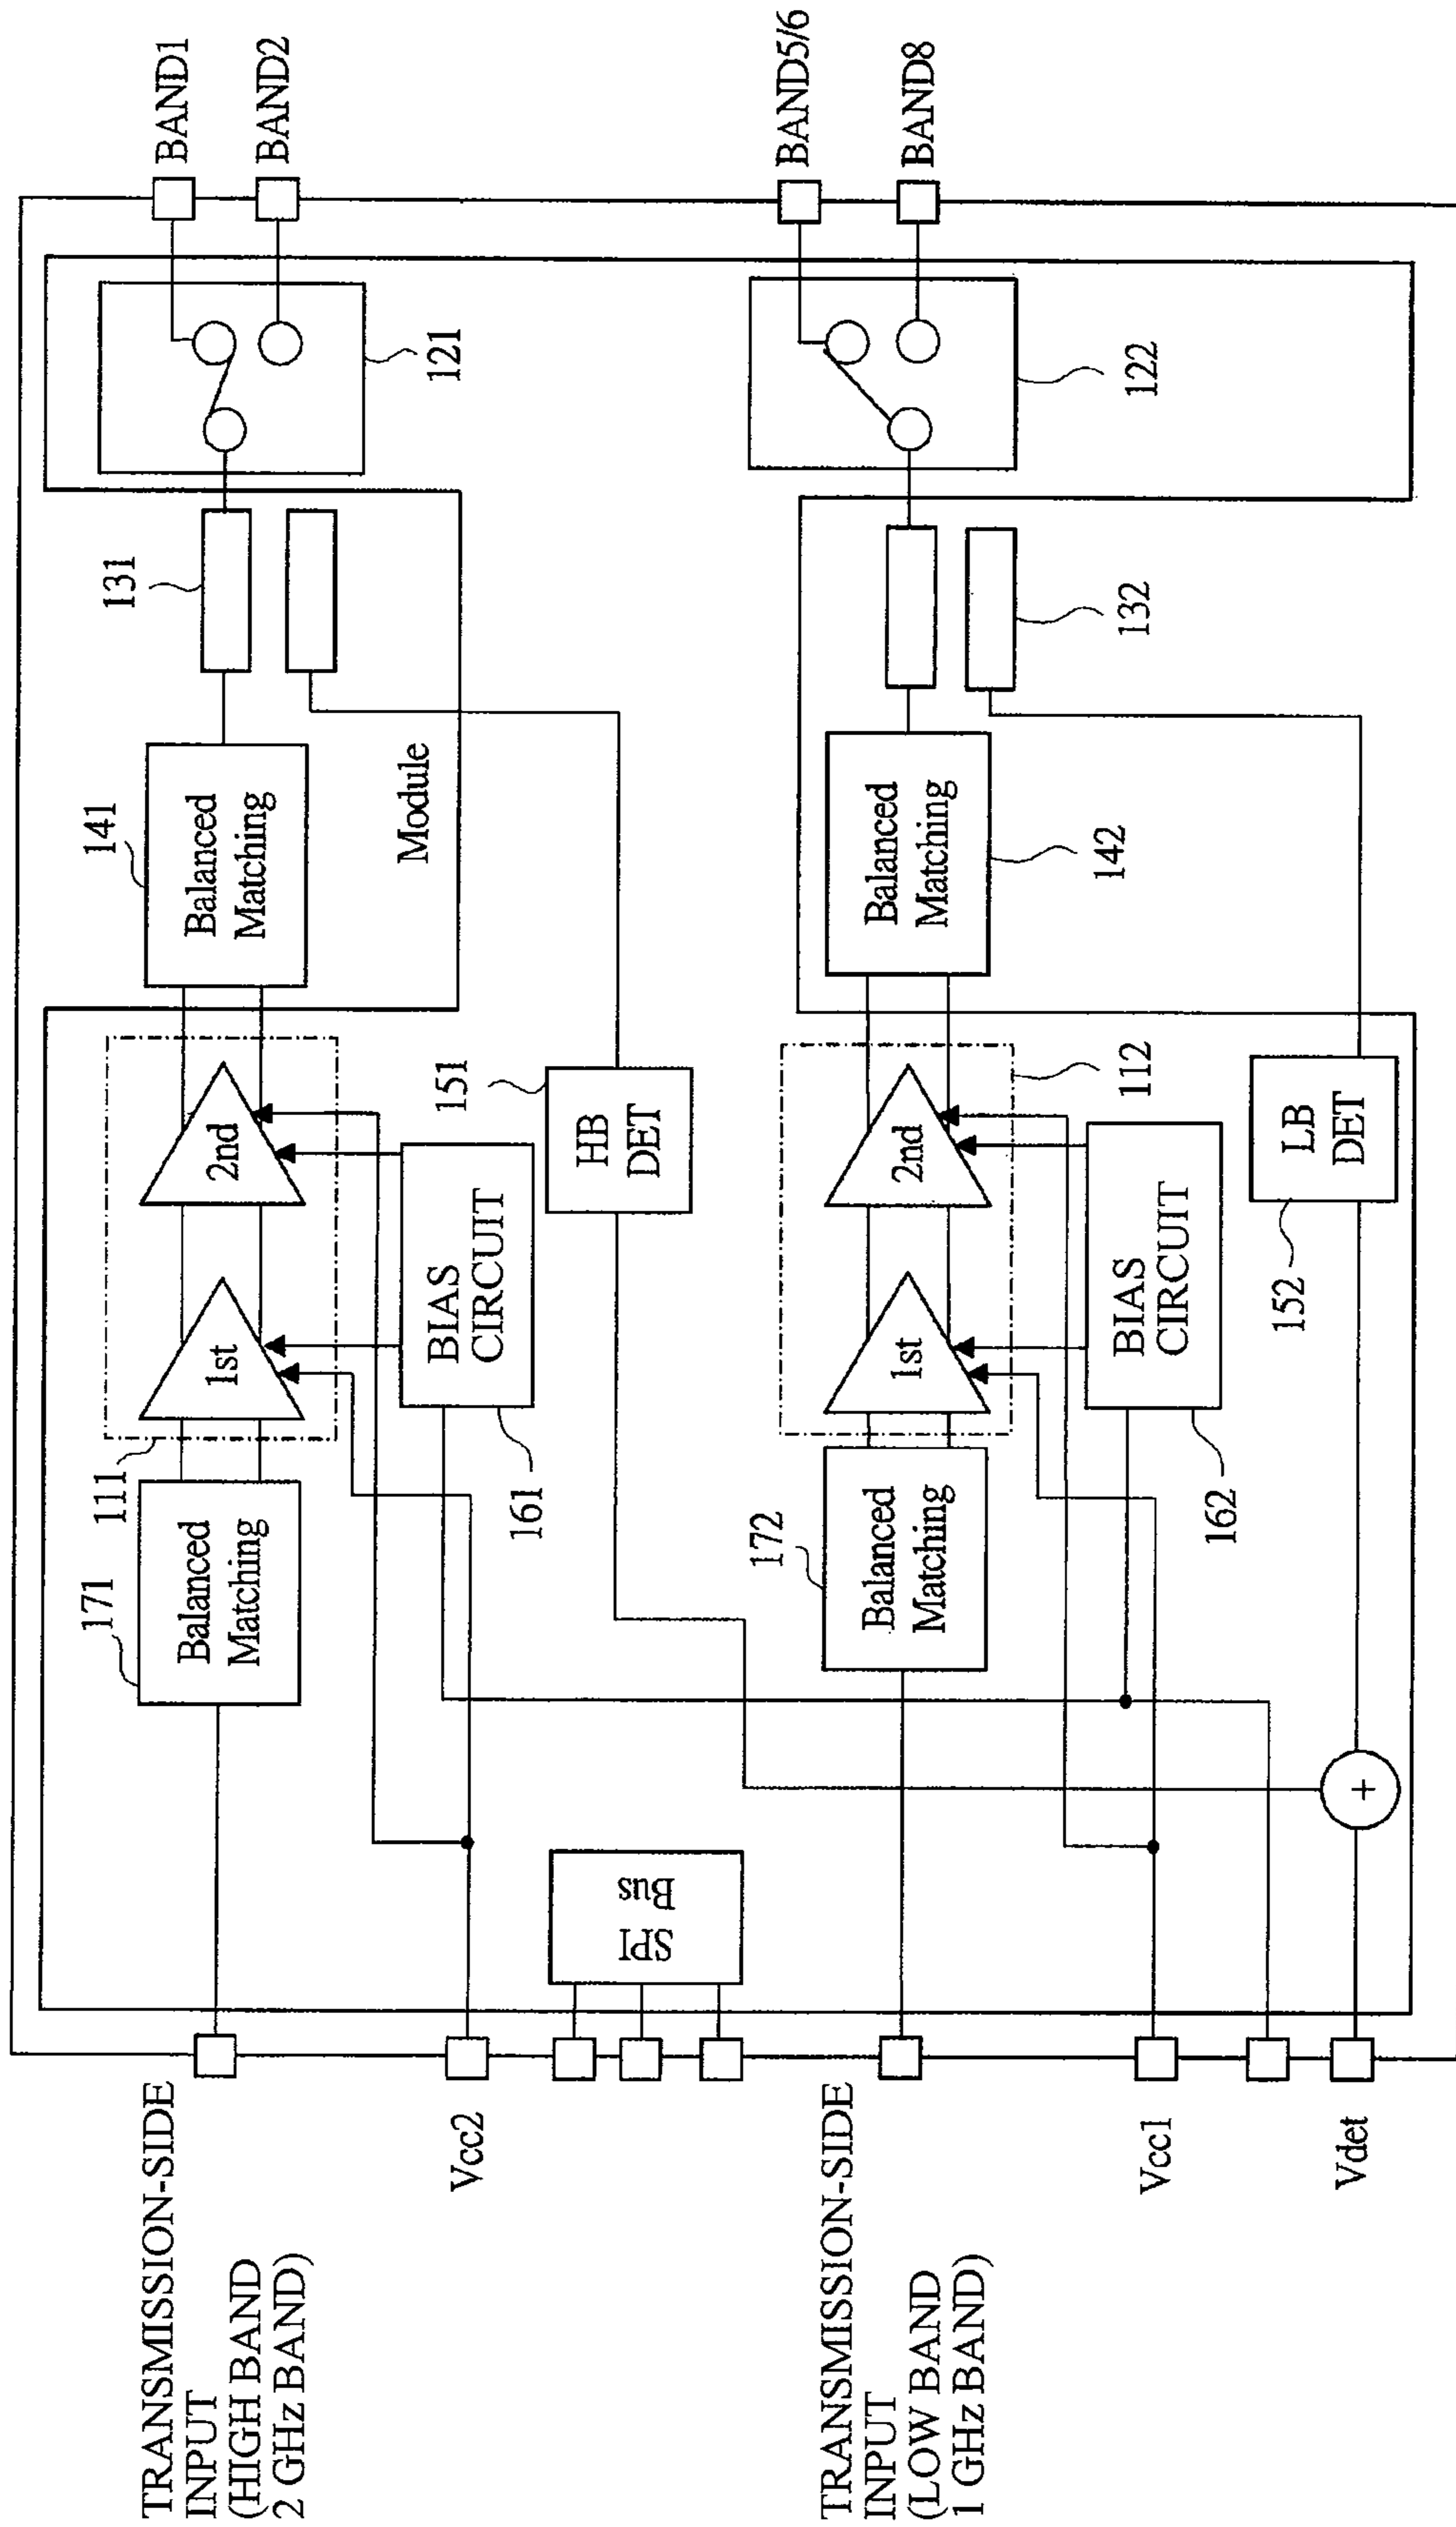 TRANSMISSION-SIDE
INPUT
(HIGH BAND
2 GHz BAND)
171
Balanced
Matching
111
1st
2nd
141
Balanced
Matching
131
121
BAND1
BAND2
Vcc2
161
BIAS
CIRCUIT
Module
151
HB
DET
SPI
Bus
TRANSMISSION-SIDE
INPUT
(LOW BAND
1 GHz BAND)
172
Balanced
Matching
1st
2nd
112
Balanced
Matching
142
132
122
BAND5/6
BAND8
Vcc1
162
BIAS
CIRCUIT
152
LB
DET
Vdet
+